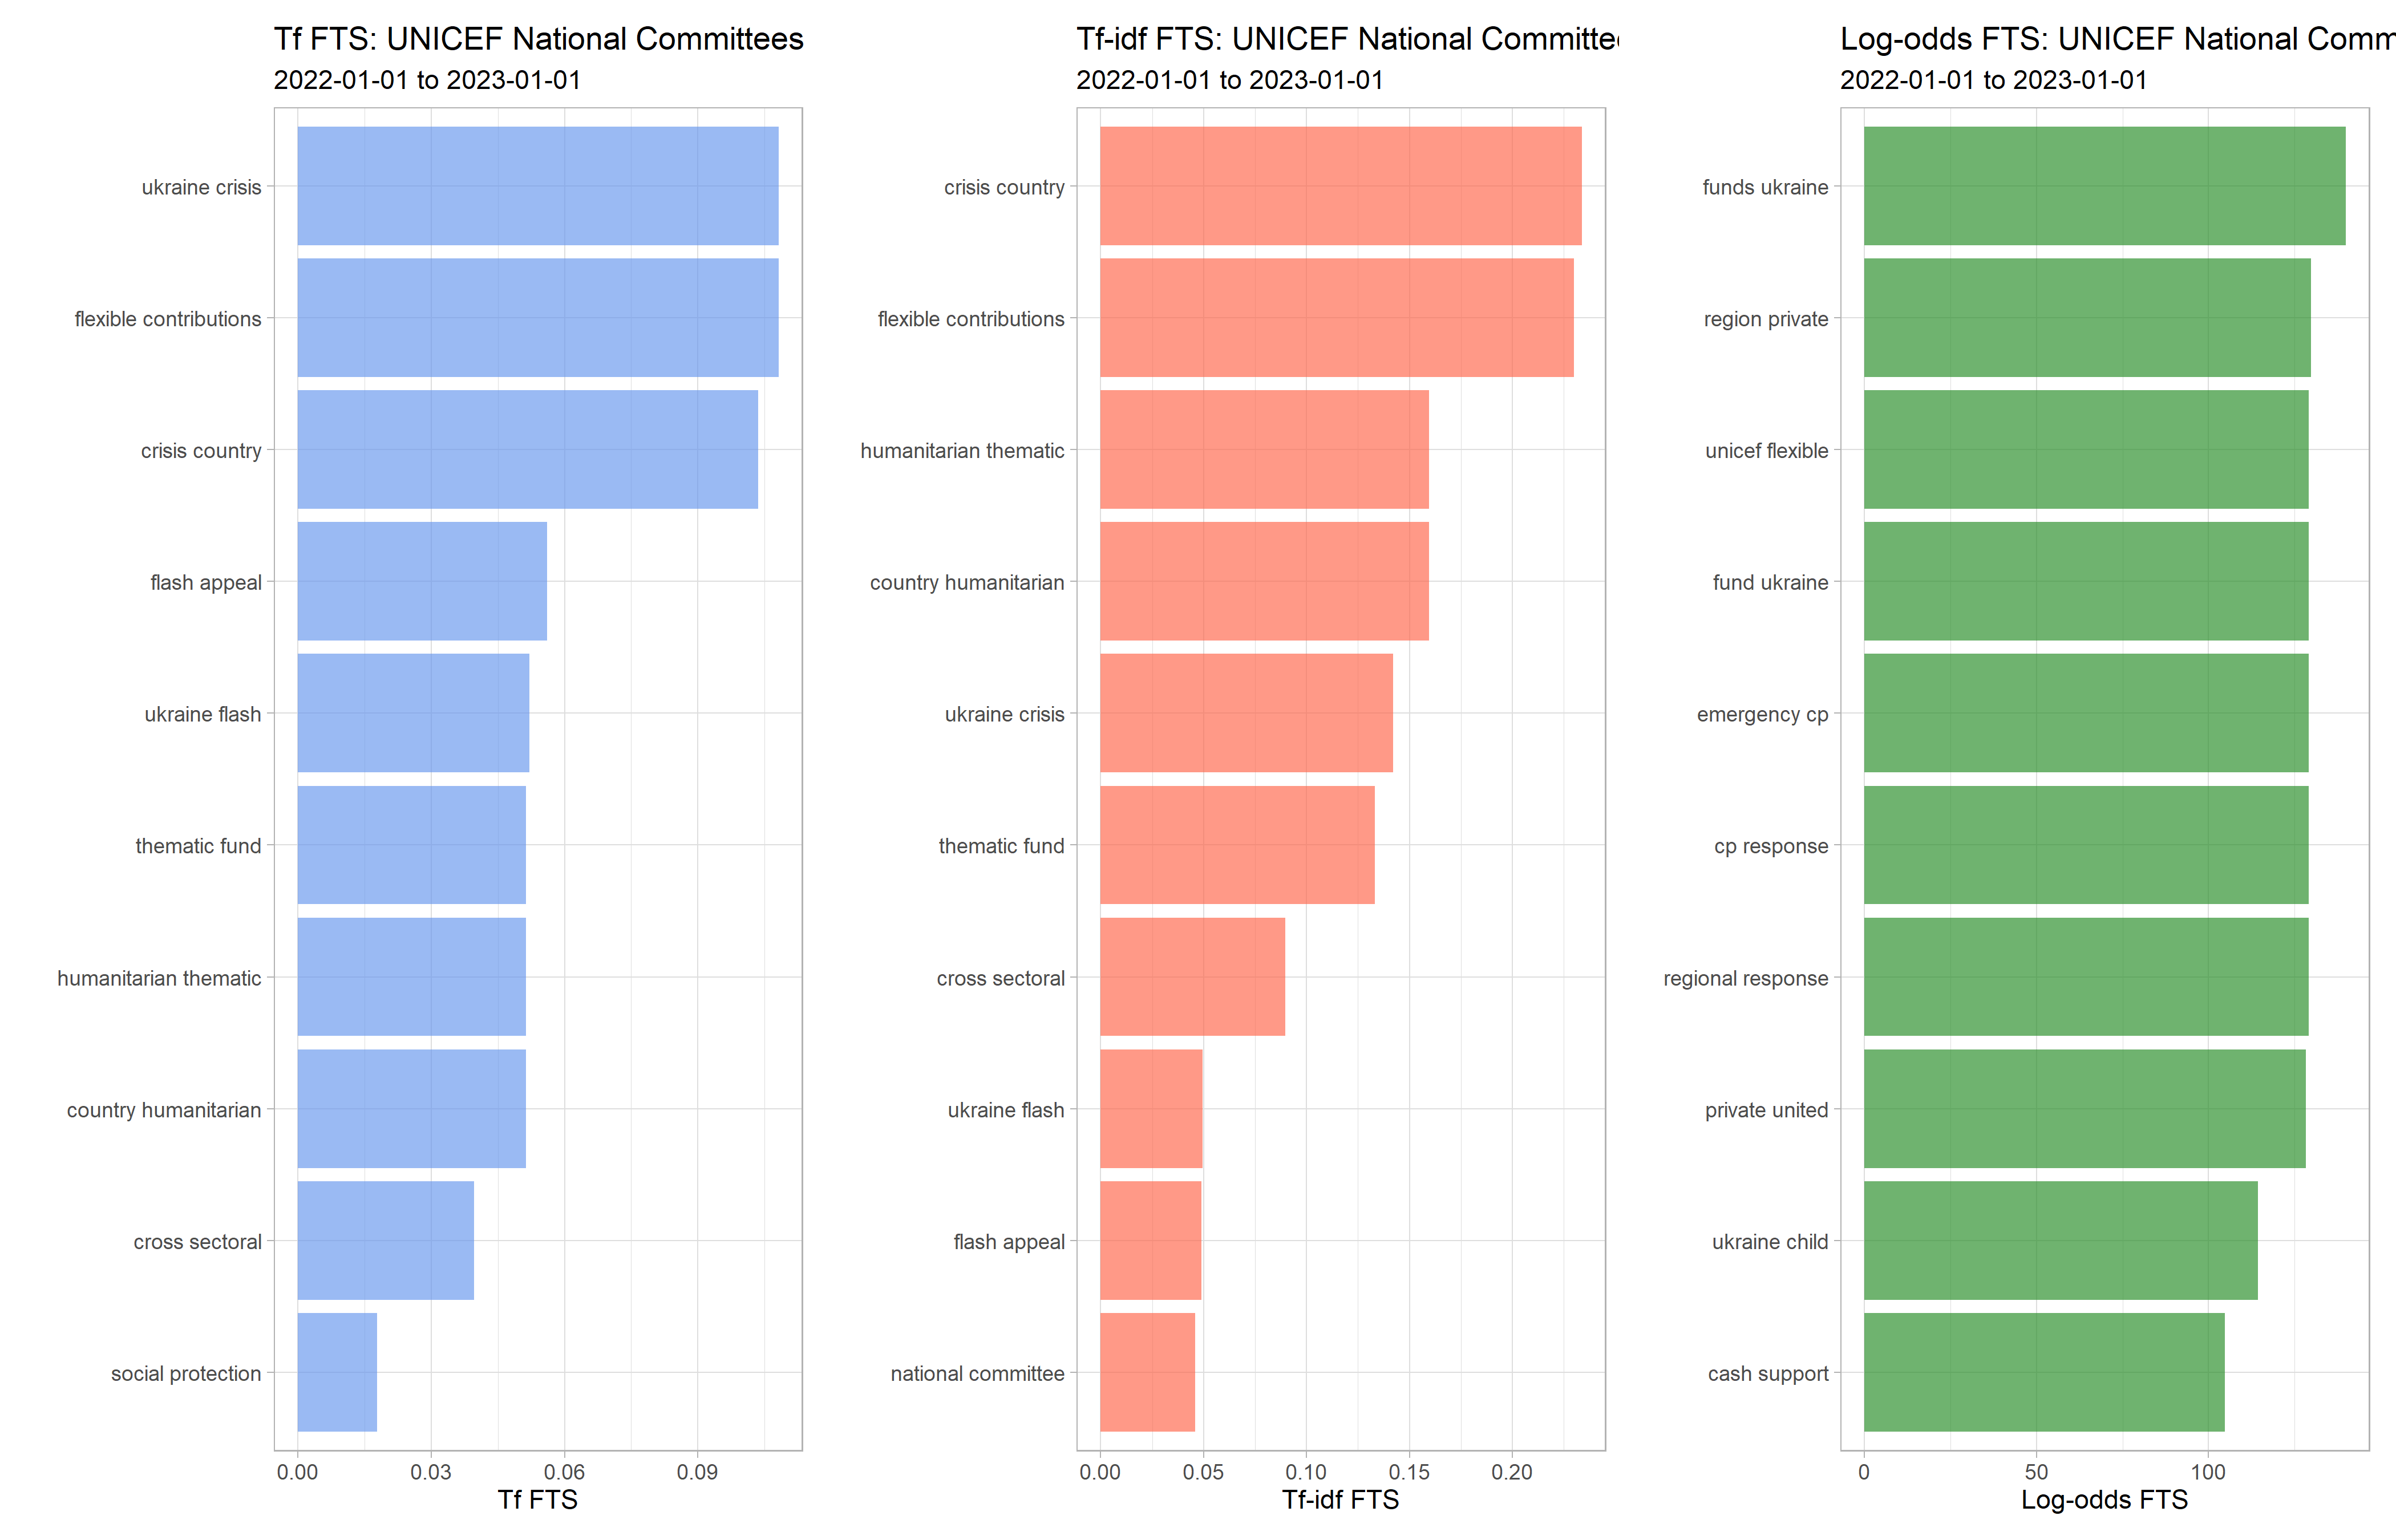 Tf FTS: UNICEF National Committees
2022-01-01 to 2023-01-01
ukraine crisis
flexible contributions
crisis country
flash appeal
ukraine flash
thematic fund
humanitarian thematic
country humanitarian
cross sectoral
social protection
0.00 0.03 0.06 0.09
Tf FTS
Tf-idf FTS: UNICEF National Committe
2022-01-01 to 2023-01-01
crisis country
flexible contributions
humanitarian thematic
country humanitarian
ukraine crisis
thematic fund
cross sectoral
ukraine flash
flash appeal
national committee
0.00 0.05 0.10 0.15 0.20
Tf-idf FTS
Log-odds FTS: UNICEF National Comm
2022-01-01 to 2023-01-01
funds ukraine
region private
unicef flexible
fund ukraine
emergency cp
cp response
regional response
private united
ukraine child
cash support
0 50 100
Log-odds FTS